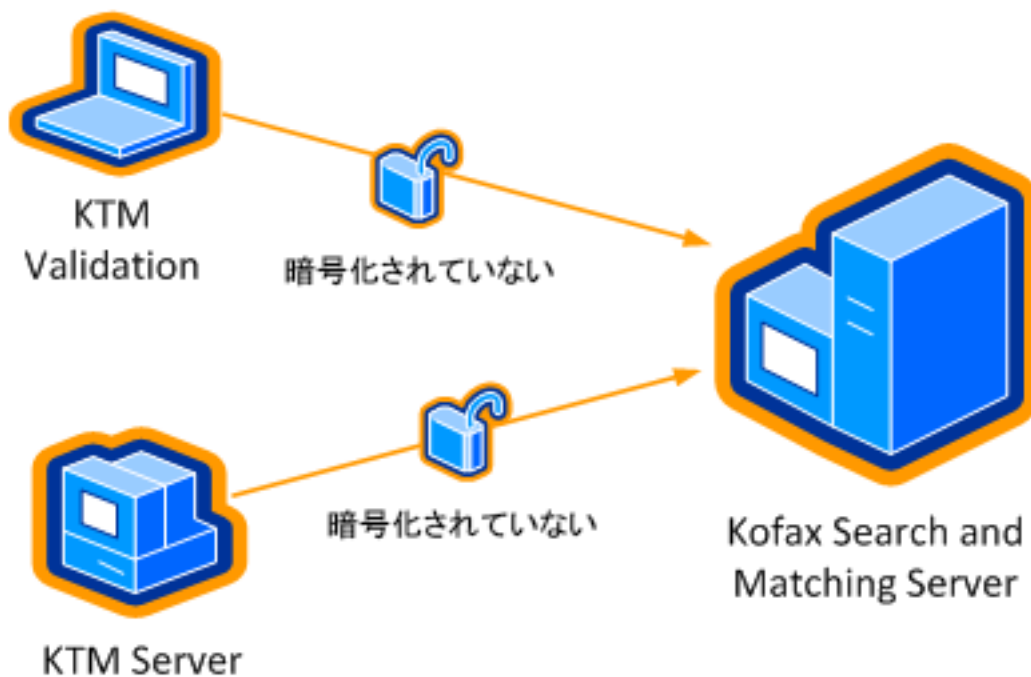 KTM
Validation
暗号化されていない
暗号化されていない
Kofax Search and
Matching Server
KTM Server